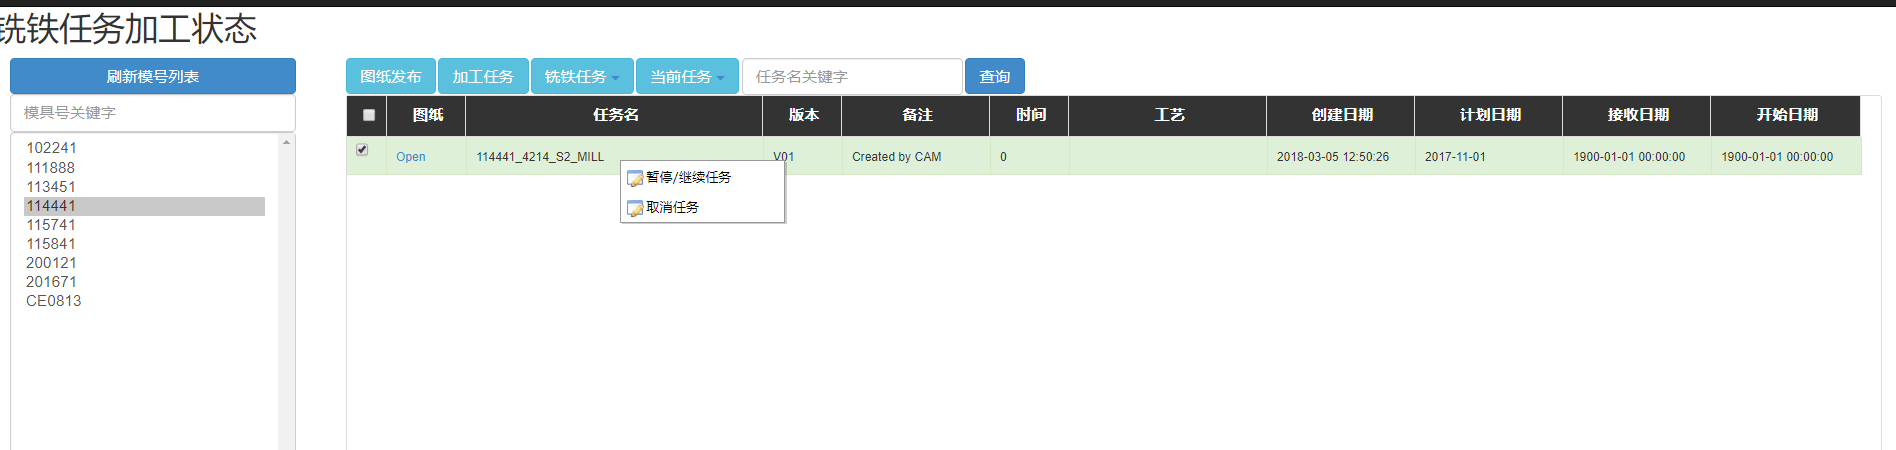 铣铁任务加工状态
刷新模号列表
模具号关键字
102241
111888
113451
114441
115741
115841
200121
201671
CE0813
图纸发布 加工任务 铣铁任务 当前任务 任务名关键字 查询
图纸 任务名 版本 备注 时间 工艺 创建日期 计划日期 接收日期 开始日期
Open 114441_4214_S2_MILL V01 Created by CAM 0 2018-03-05 12:50:26 2017-11-01 1900-01-01 00:00:00 1900-01-01 00:00:00
暂停/继续任务
取消任务